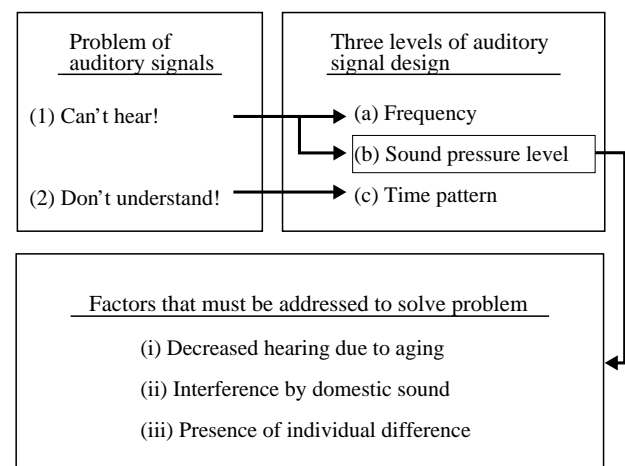 Problem of
auditory signals
(1) Can't hear!
(2) Don't understand!
Three levels of auditory
signal design
(a) Frequency
(b) Sound pressure level
(c) Time pattern
Factors that must be addressed to solve problem
(i) Decreased hearing due to aging
(ii) Interference by domestic sound
(iii) Presence of individual difference